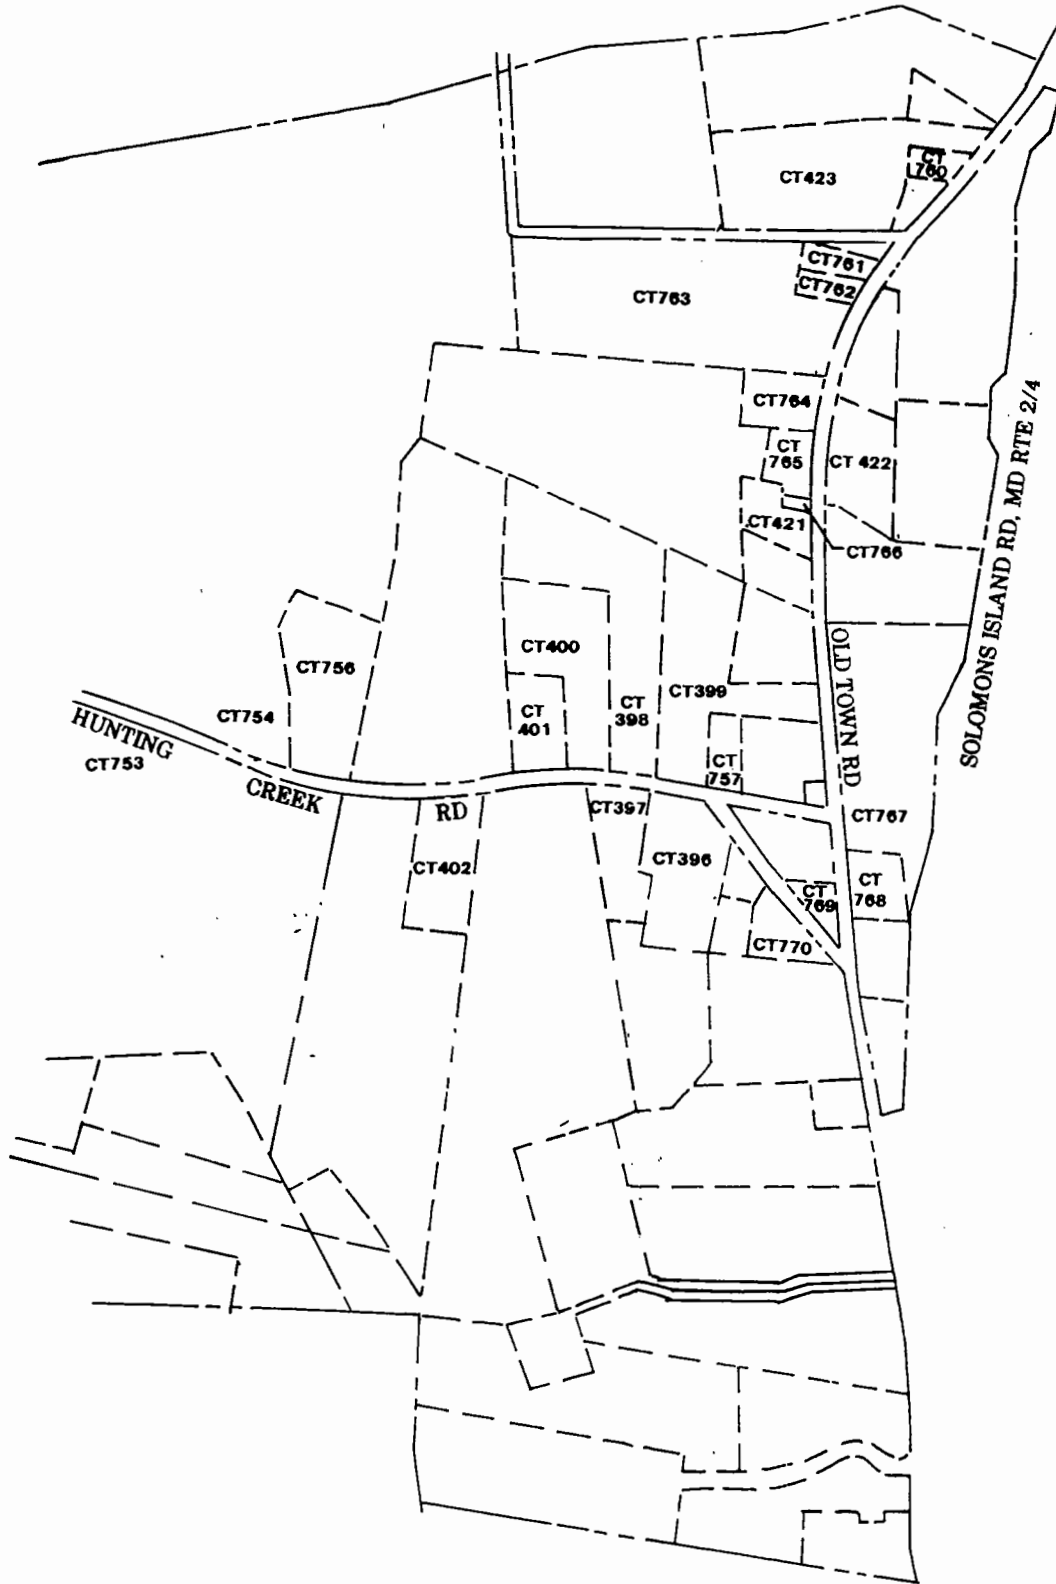 CT
760
CT423
CT761
CT762
CT763
CT764
CT
765
CT 422
CT421
CT766
SOLOMONS ISLAND RD, MD RTE 2/4
OLD TOWN RD
CT400
CT756
CT399
CT
398
CT
401
CT754
CT753
HUNTING
CREEK
RD
CT
757
CT397
CT767
CT396
CT402
CT
768
CT
769
CT770